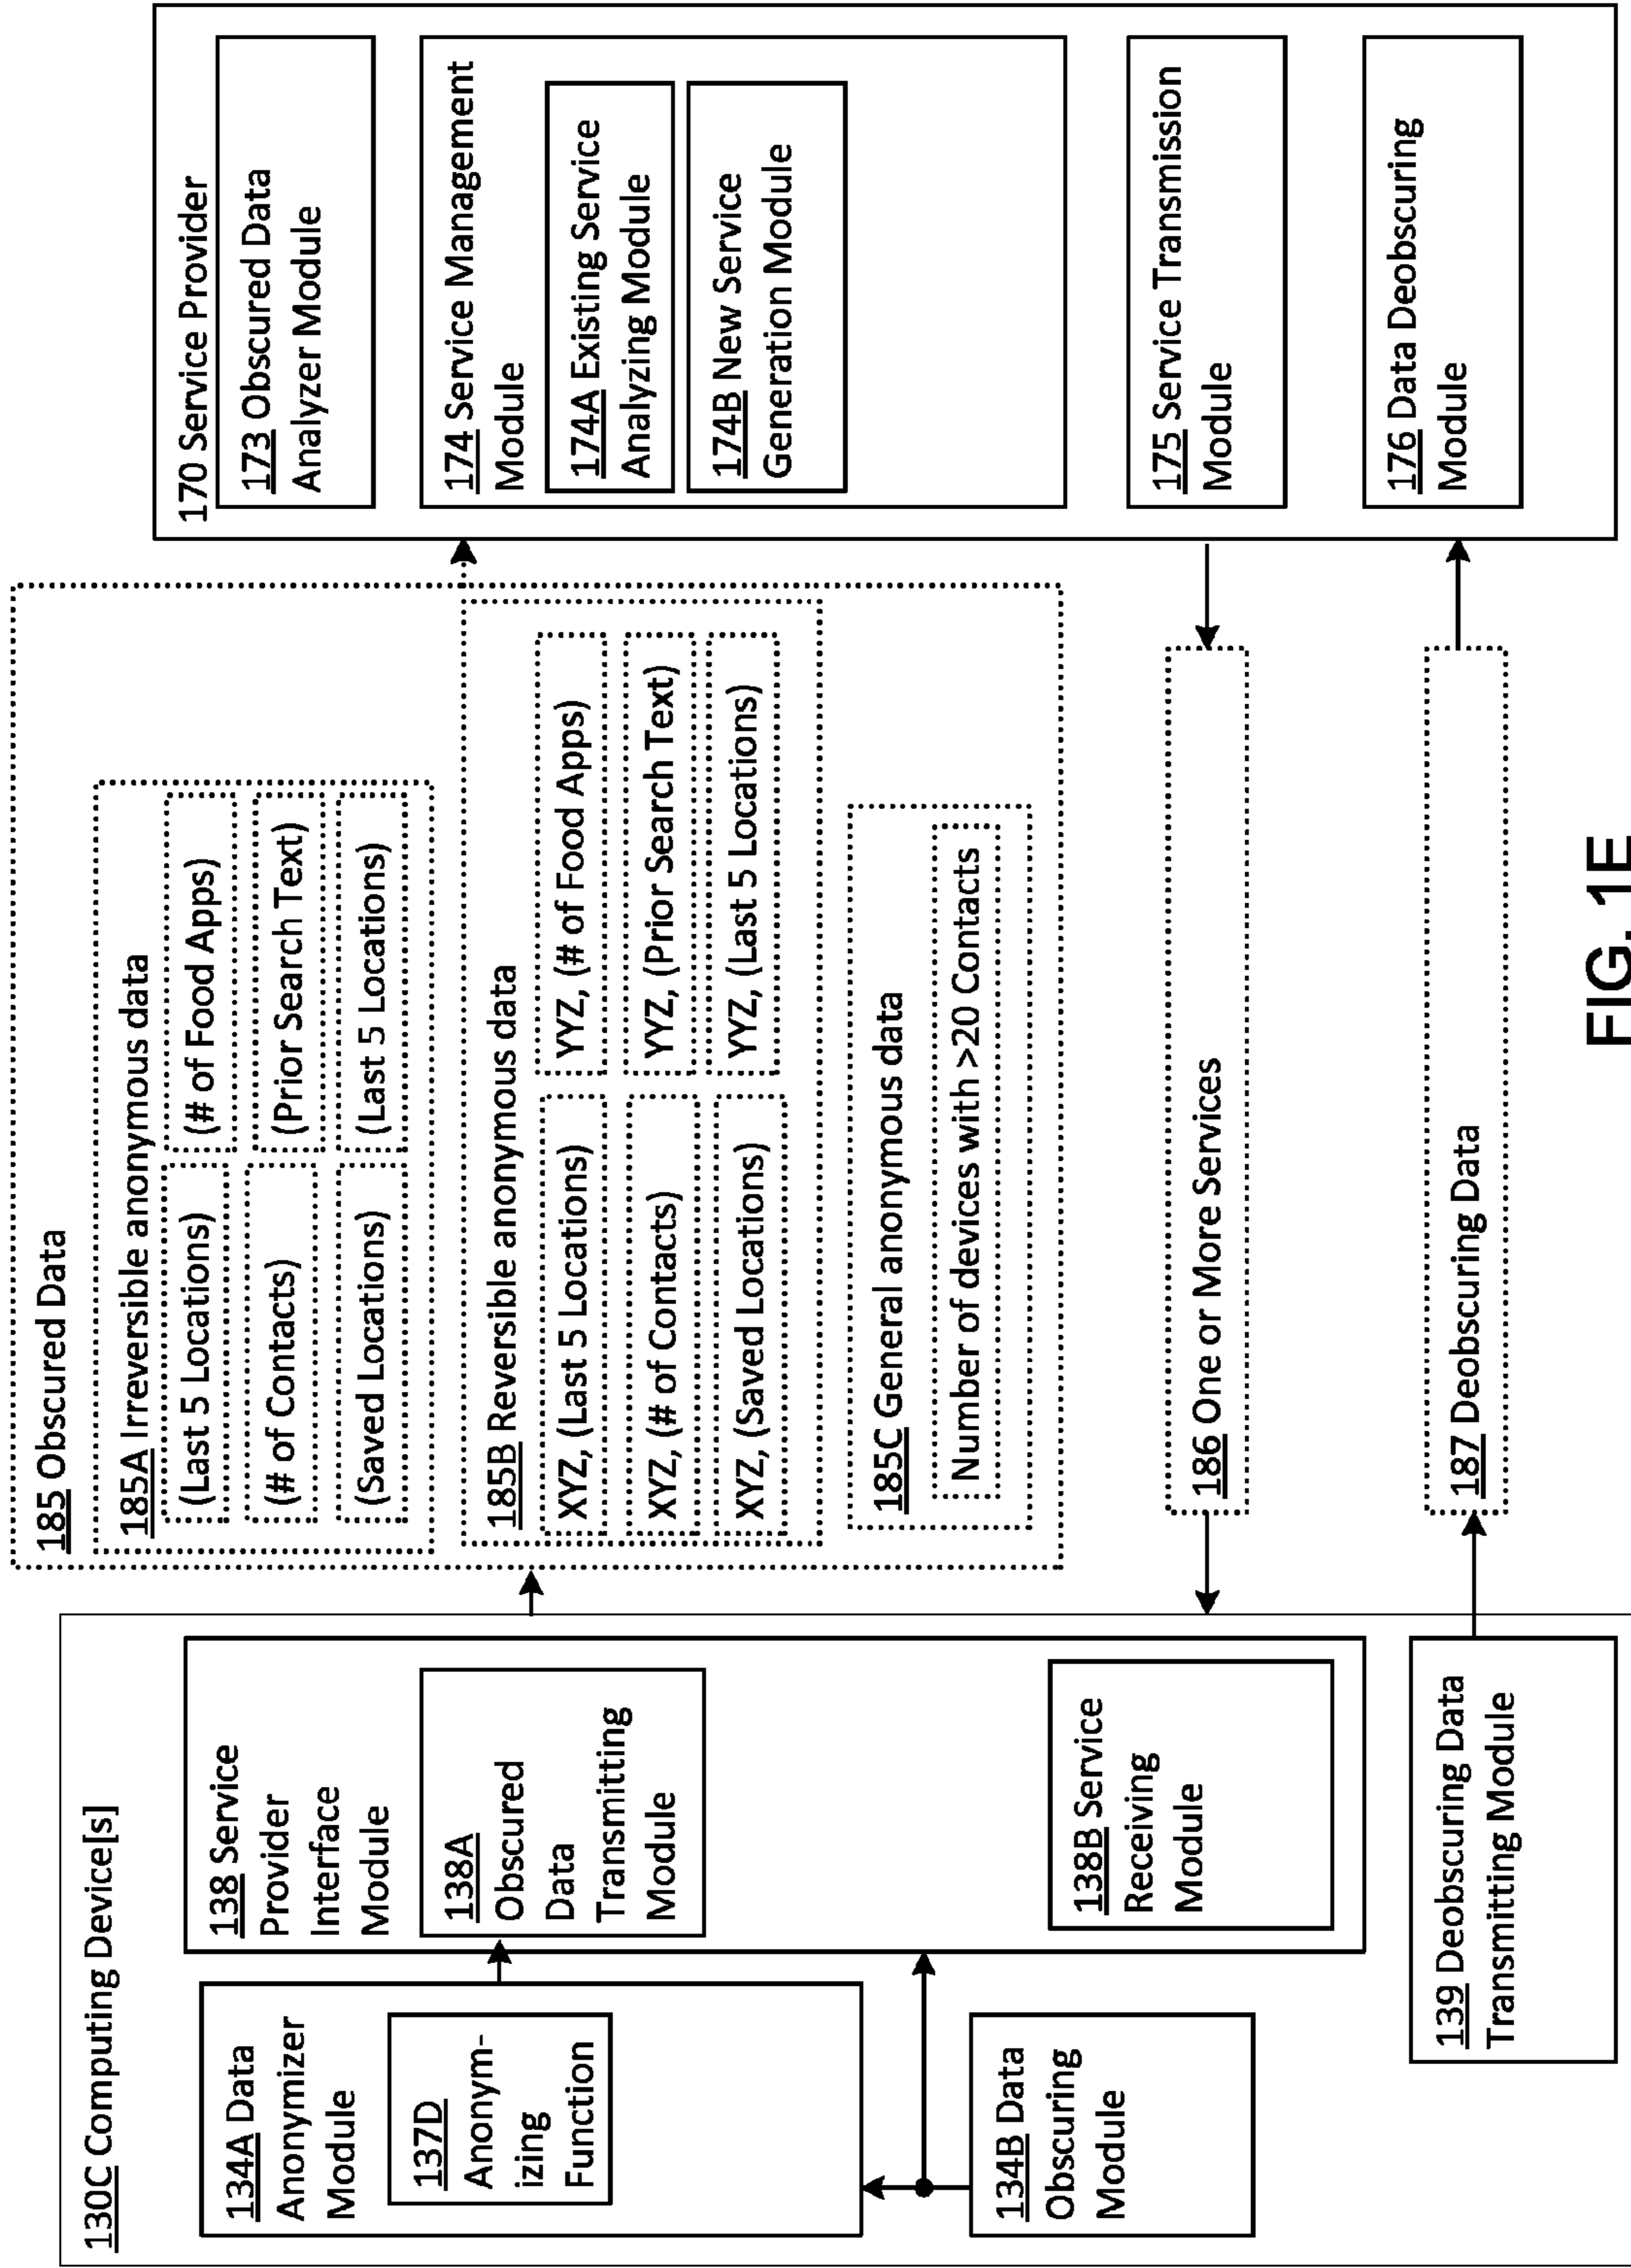 130C Computing Device[s]
134A Data
Anonymizer
Module
137D
Anonym-
izing
Function
134B Data
Obscuring
Module
138 Service
Provider
Interface
Module
138A
Obscured
Data
Transmitting
Module
138B Service
Receiving
Module
139 Deobscuring Data
Transmitting Module
185 Obscured Data
185A Irreversible anonymous data
(Last 5 Locations)
(# of Food Apps)
(# of Contacts)
(Prior Search Text)
(Saved Locations)
(Last 5 Locations)
185B Reversible anonymous data
XYZ, (Last 5 Locations)
YYZ, (# of Food Apps)
XYZ, (# of Contacts)
YYZ, (Prior Search Text)
XYZ, (Saved Locations)
YYZ, (Last 5 Locations)
185C General anonymous data
Number of devices with >20 Contacts
186 One or More Services
187 Deobscuring Data
170 Service Provider
173 Obscured Data
Analyzer Module
174 Service Management
Module
174A Existing Service
Analyzing Module
174B New Service
Generation Module
175 Service Transmission
Module
176 Data Deobscuring
Module
FIG. 1E